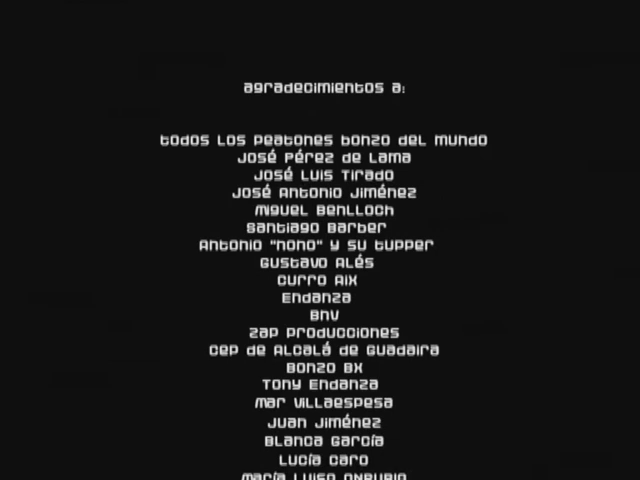 agradecimientos a:
todos los peatones bonzo del mundo
José Pérez de Lama
José Luis Tirado
José Antonio Jiménez
Miguel Benlloch
Santiago Barber
Antonio "nono" y su tupper
Gustavo Alés
Curro Aix
Endanza
BNV
Zap Producciones
CEP de Alcalá de Guadaira
Bonzo BX
Tony Endanza
Mar Villaespesa
Juan Jiménez
Blanca García
Lucía Caro
María Luisa